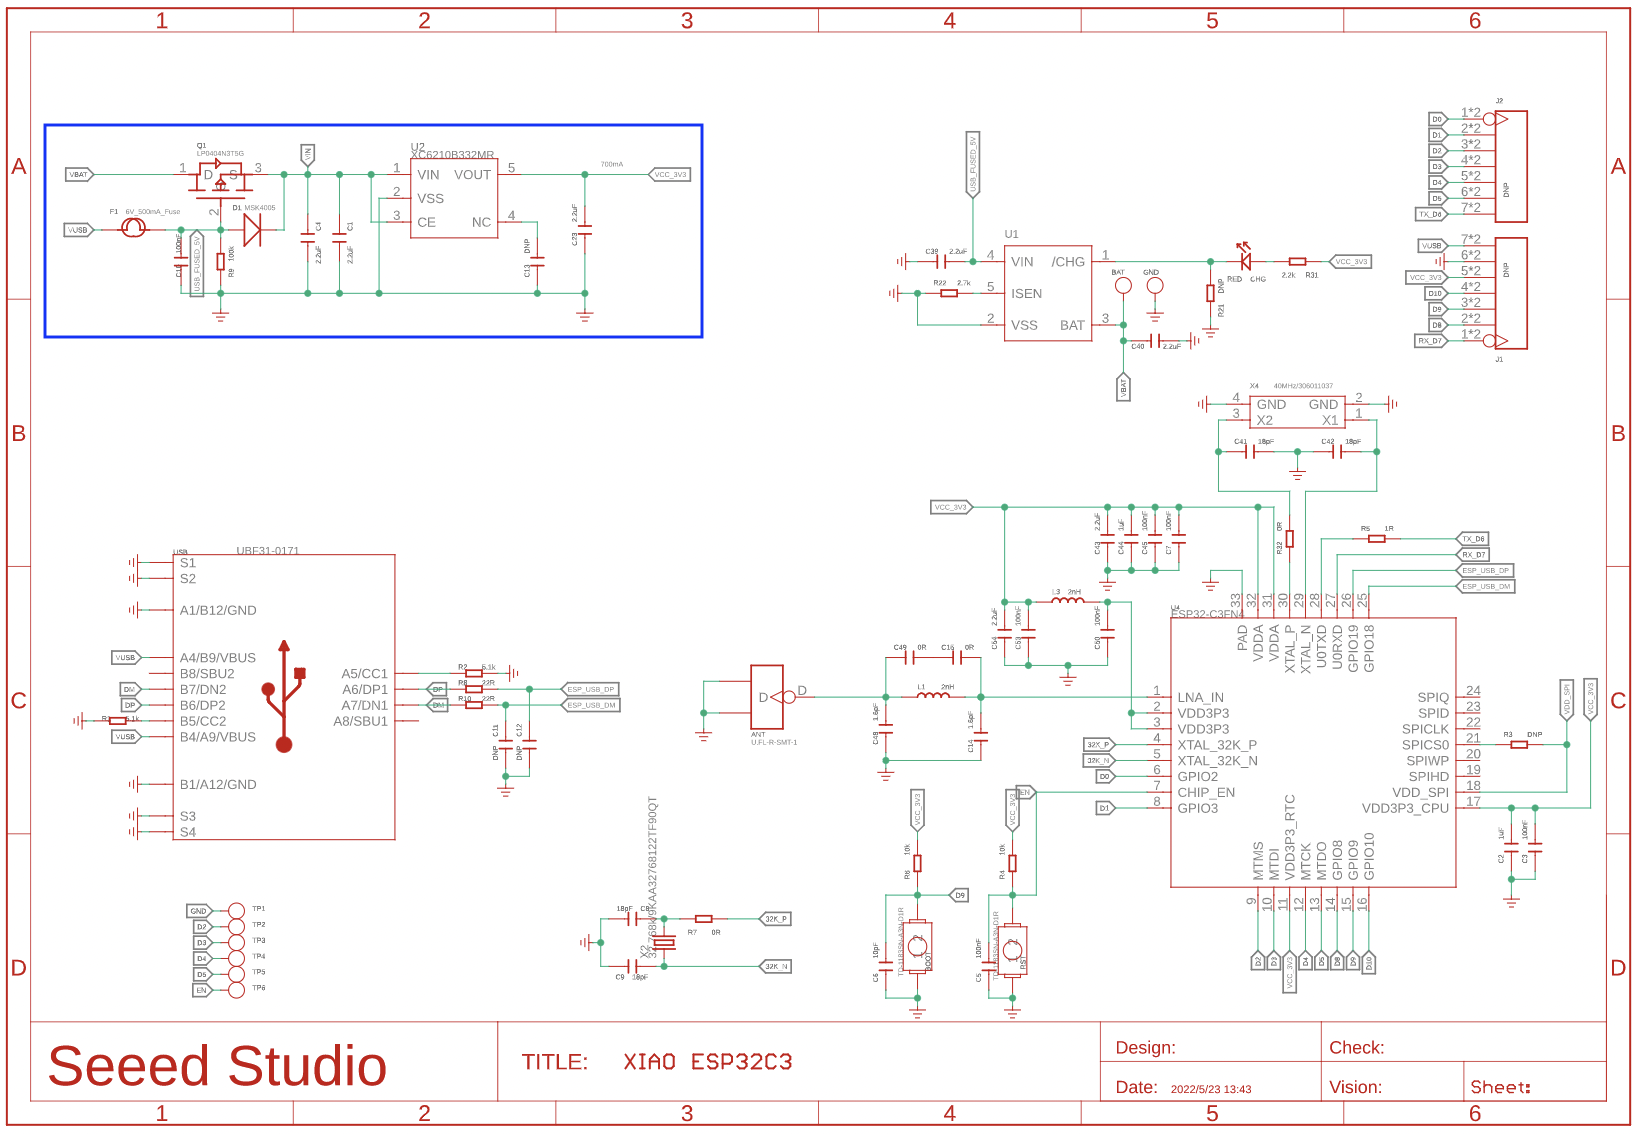 1 2 3 4 5 6
A
B
C
D
A
B
C
D
Q1
LP0404N3T5G
VBAT
1 D S 3
2
VIN
F1 6V_500mA_Fuse
VUSB
D1 MSK4005
100nF
USB_FUSED_5V
R9 100k
C4 2.2uF
C1 2.2uF
U2
XC6210B332MR
1 VIN VOUT 5
2 VSS
3 CE NC 4
DNP
C13
2.2uF
C23
700mA
VCC_3V3
USB_FUSED_5V
U1
C39 2.2uF
4 VIN /CHG 1
R22 2.7k
5 ISEN
2 VSS BAT 3
BAT
GND
C40 2.2uF
VBAT
DNP
R21
RED CHG
2.2k R31
VCC_3V3
J2
D0 1*2
D1 2*2
D2 3*2
D3 4*2
D4 5*2
D5 6*2
TX_D6 7*2
DNP
VUSB 7*2
6*2
VCC_3V3 5*2
D10 4*2
D9 3*2
D8 2*2
RX_D7 1*2
DNP
J1
X4 40MHz/306011037
4 GND GND 2
3 X2 X1 1
C41 18pF
C42 18pF
VCC_3V3
C43 2.2uF
C44 1uF
C45 100nF
C7 100nF
R32 0R
R5 1R
TX_D6
RX_D7
ESP_USB_DP
ESP_USB_DM
L3 2nH
2.2uF
100nF
C53
100nF
C50
U4
ESP32-C3FN4
33 32 31 30 29 28 27 26 25
PAD VDDA VDDA XTAL_P XTAL_N U0TXD U0RXD GPIO19 GPIO18
1 LNA_IN
2 VDD3P3
3 VDD3P3
32K_P 4 XTAL_32K_P
32K_N 5 XTAL_32K_N
D0 6 GPIO2
EN 7 CHIP_EN
D1 8 GPIO3
SPIQ 24
SPID 23
SPICLK 22
SPICS0 21
SPIWP 20
SPIHD 19
VDD_SPI 18
VDD3P3_CPU 17
MTMS MTDI VDD3P3_RTC MTCK MTDO GPIO8 GPIO9 GPIO10
9 10 11 12 13 14 15 16
D2 D3 VCC_3V3 D4 D5 D8 D9 D10
R3 DNP
VDD_SPI
VCC_3V3
C2 1uF
C3 100nF
C49 0R
C16 0R
L1 2nH
1.6pF
1.6pF
C14
D D
ANT
U.FL-R-SMT-1
USB
UBF31-0171
S1
S2
A1/B12/GND
VUSB A4/B9/VBUS
B8/SBU2
DM B7/DN2
DP B6/DP2
R1 5.1k B5/CC2
VUSB B4/A9/VBUS
B1/A12/GND
S3
S4
A5/CC1 R2 5.1k
A6/DP1 DP 22R ESP_USB_DP
A7/DN1 DM R10 22R ESP_USB_DM
A8/SBU1
C11 DNP
C12 DNP
VCC_3V3
R6 10k
D9
C6 10pF
BOOT
VCC_3V3
R4 10k
C5 100nF
RST
18pF
R7 0R
32K_P
C9 18pF
32K_N
X2
GND TP1
D2 TP2
D3 TP3
D4 TP4
D5 TP5
EN TP6
Seeed Studio
TITLE: XIAO ESP32C3
Design:
Check:
Date: 2022/5/23 13:43
Vision:
Sheet:
1 2 3 4 5 6